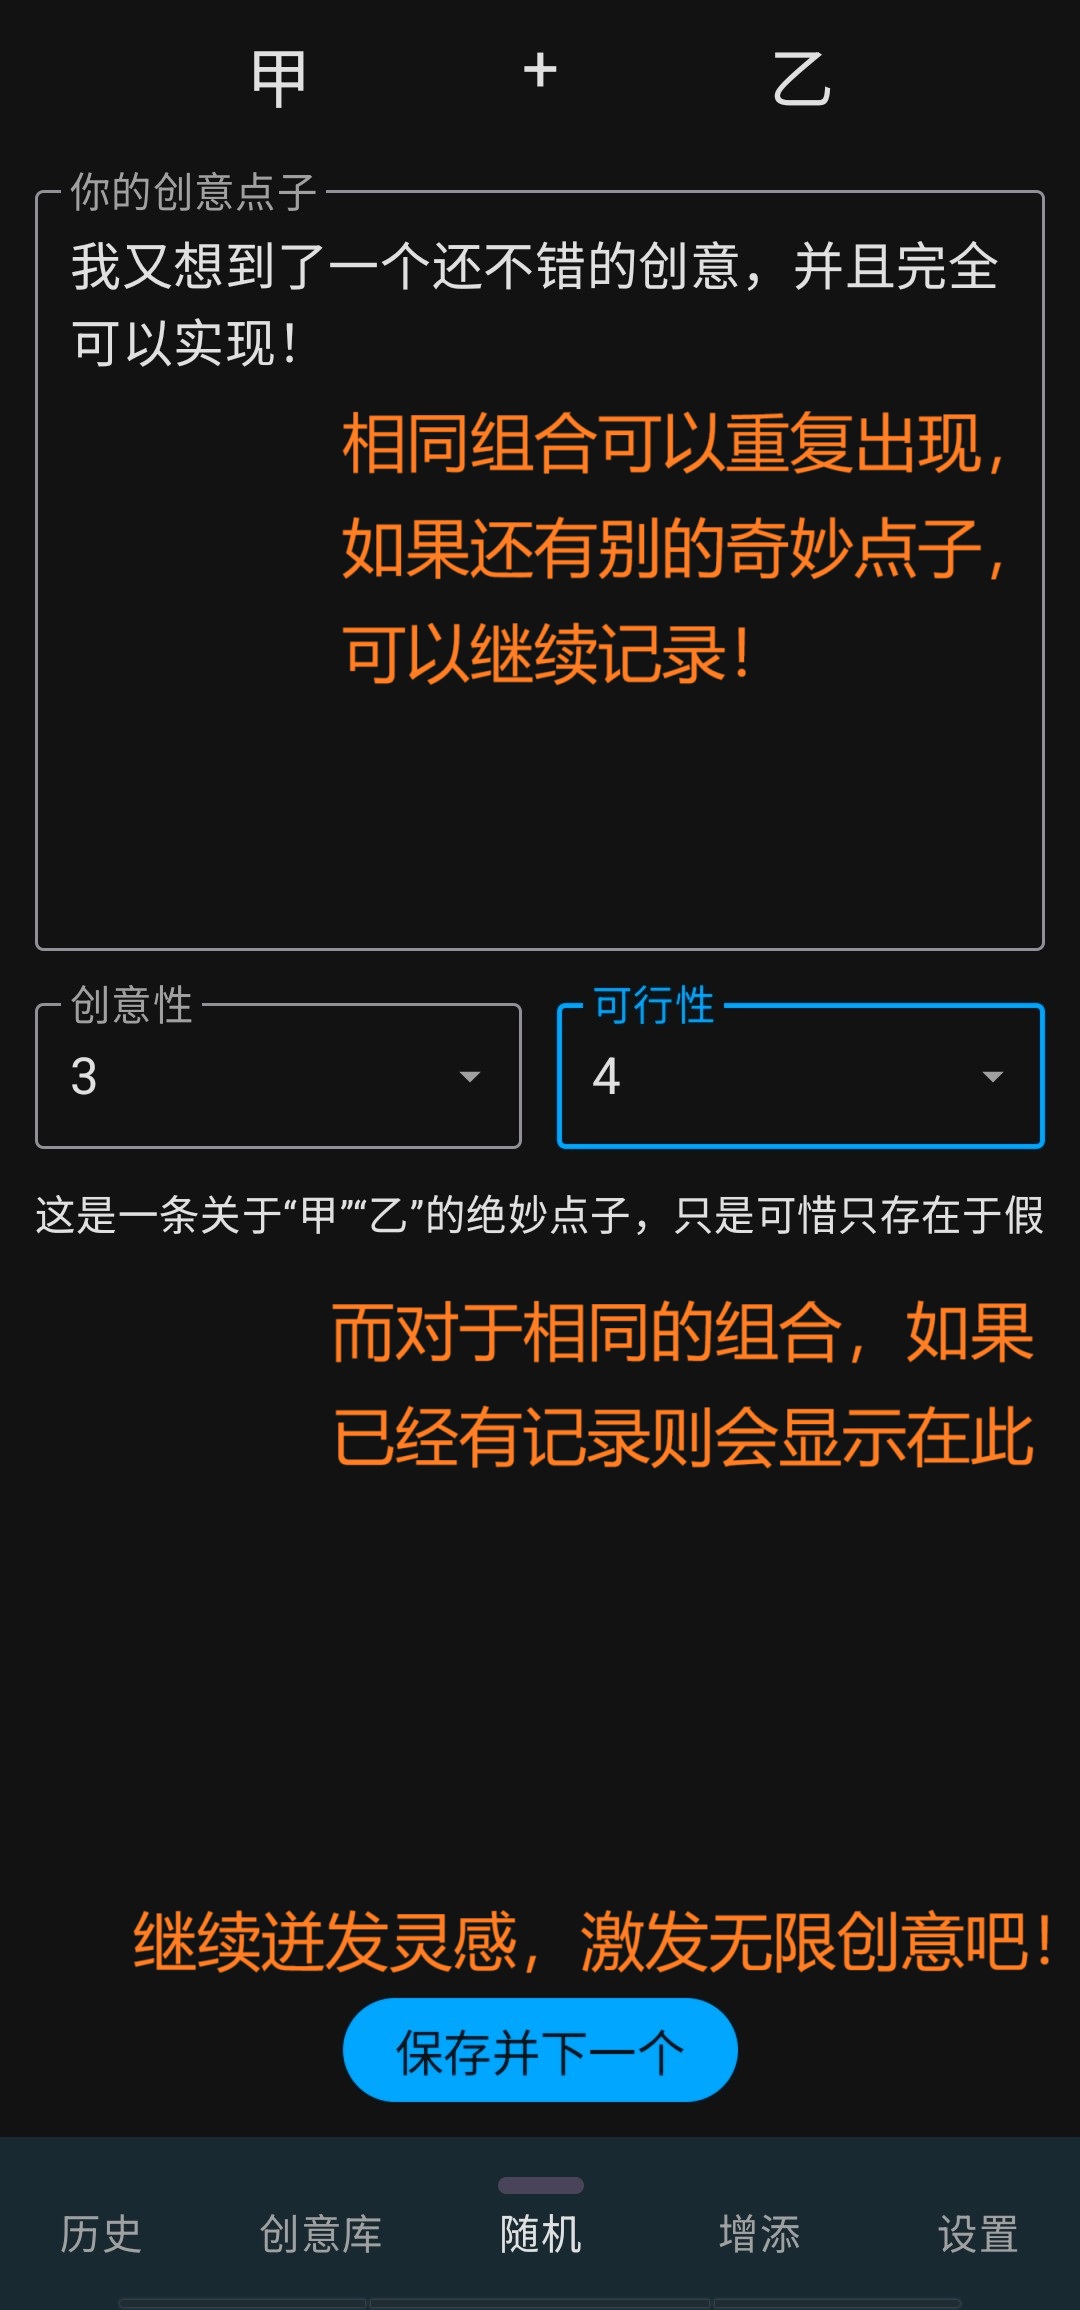 甲 + 乙
你的创意点子
我又想到了一个还不错的创意，并且完全
可以实现！
相同组合可以重复出现，
如果还有别的奇妙点子，
可以继续记录！
创意性 可行性
3 4
这是一条关于“甲”“乙”的绝妙点子，只是可惜只存在于假
而对于相同的组合，如果
已经有记录则会显示在此
继续迸发灵感，激发无限创意吧！
保存并下一个
历史 创意库 随机 增添 设置